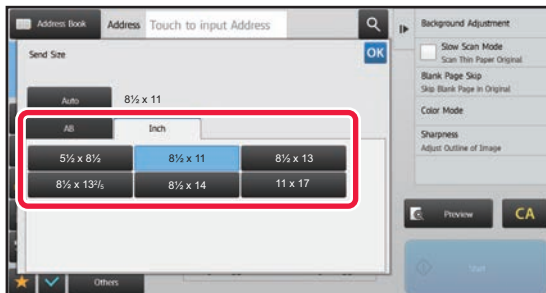 Address Book Address Touch to input Address
Send Size OK
Auto 8½ x 11
AB Inch
5½ x 8½ 8½ x 11 8½ x 13
8½ x 13²/₅ 8½ x 14 11 x 17
Others
Background Adjustment
Slow Scan Mode
Scan Thin Paper Original
Blank Page Skip
Skip Blank Page in Original
Color Mode
Sharpness
Adjust Outline of Image
Preview CA
Start